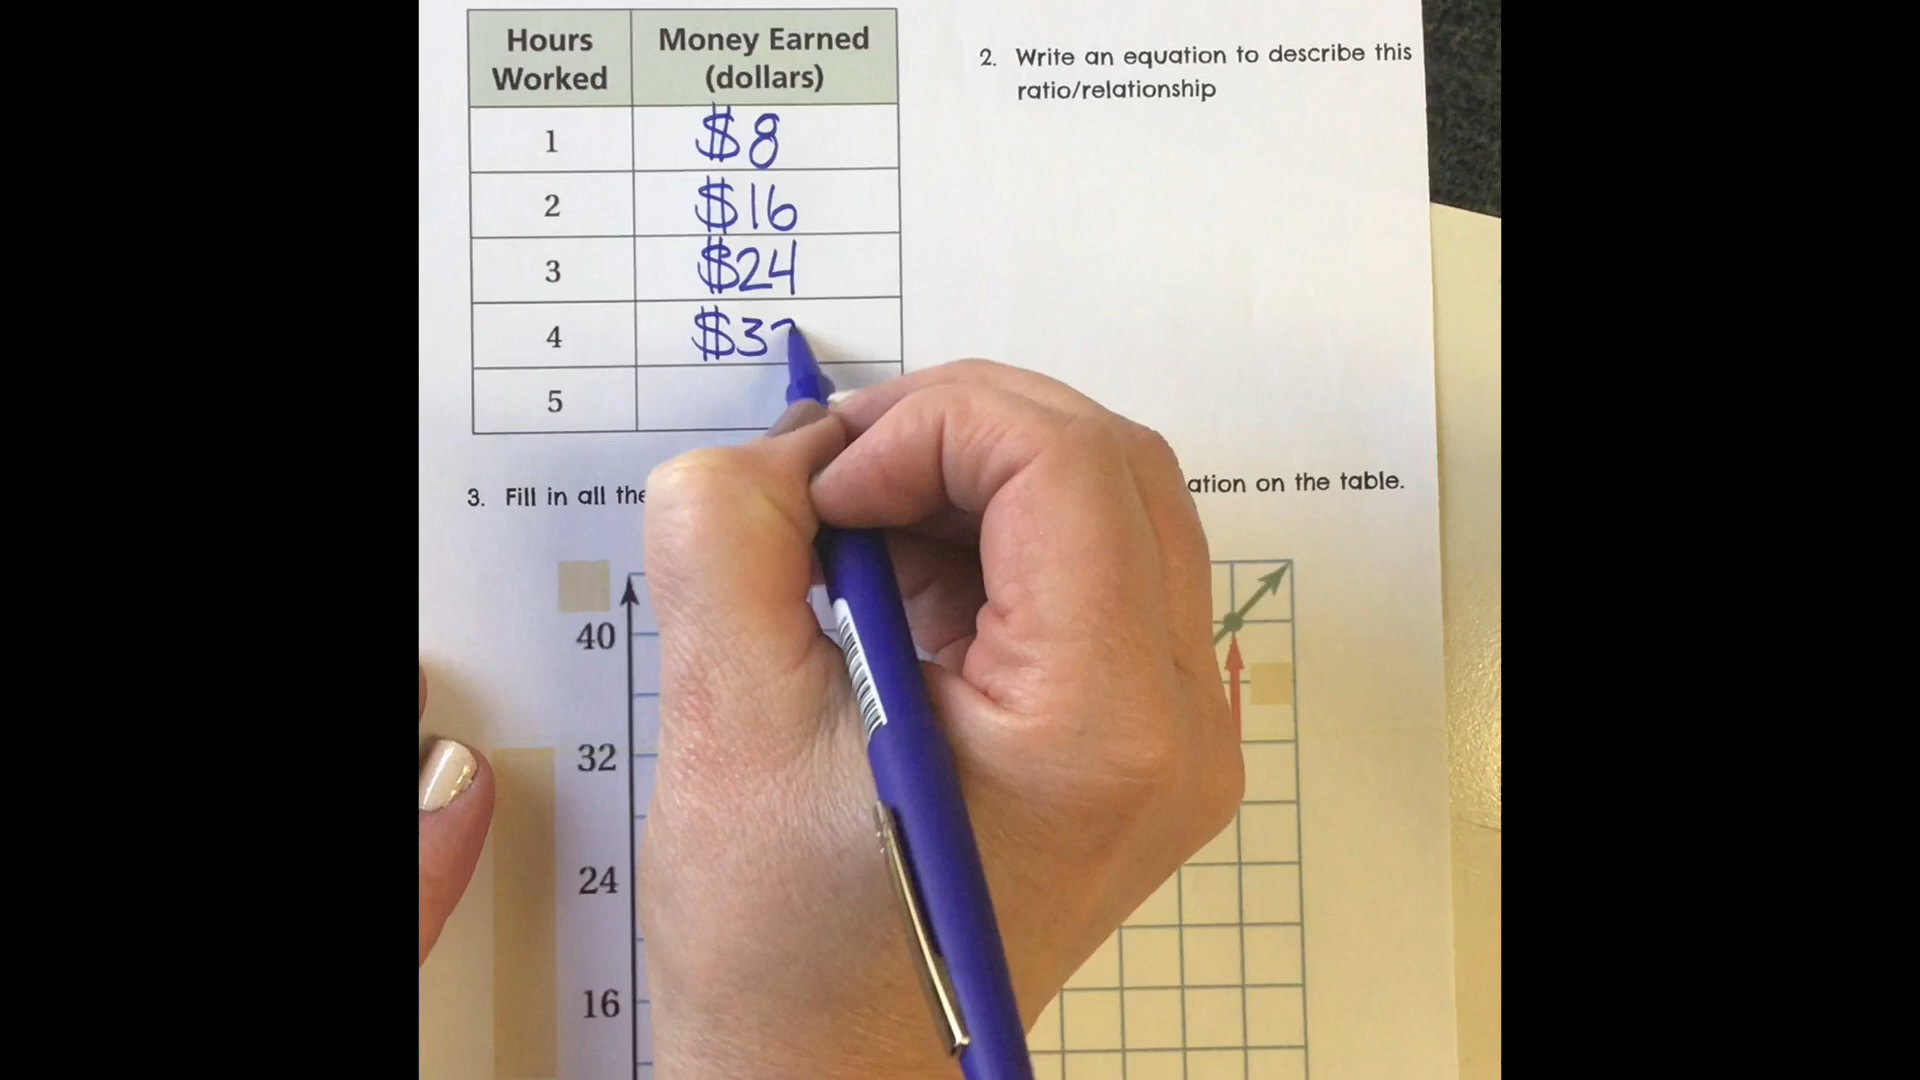 Hours Worked
Money Earned (dollars)
1 $8
2 $16
3 $24
4 $3
5
2. Write an equation to describe this
ratio/relationship
3. Fill in all the
ation on the table.
40
32
24
16